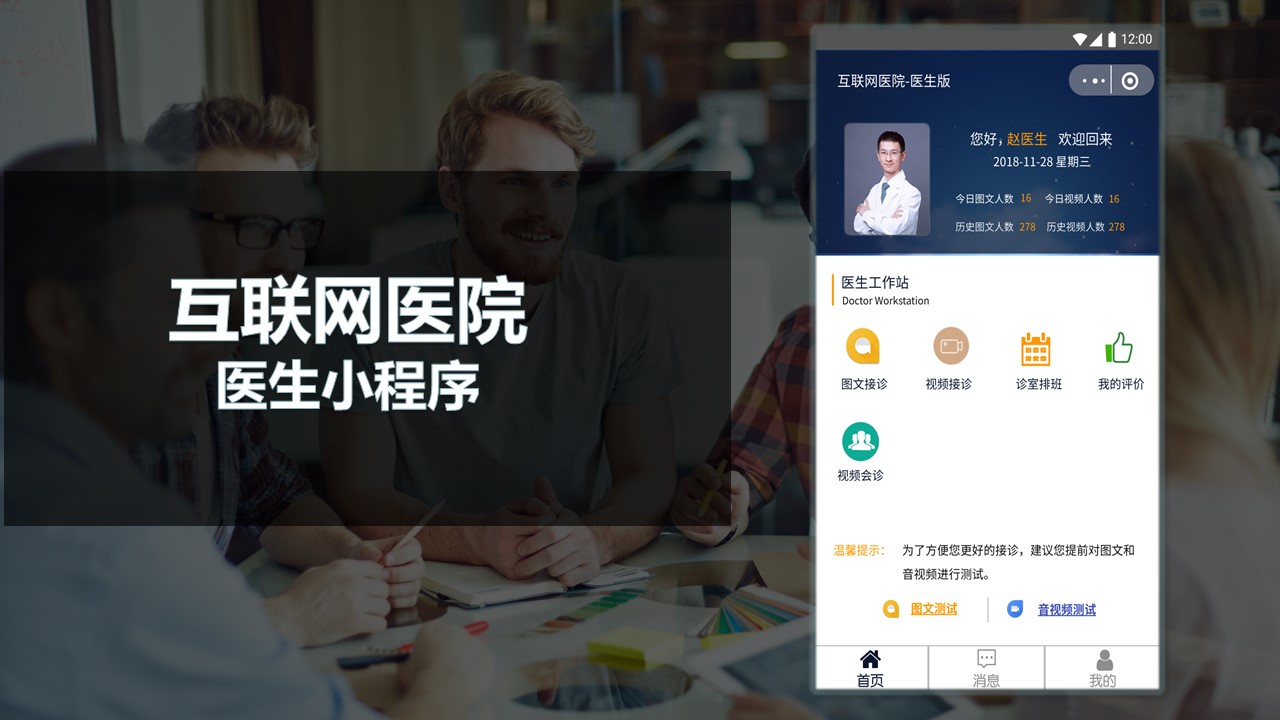 互联网医院
医生小程序
12:00
互联网医院-医生版
您好，赵医生 欢迎回来
2018-11-28 星期三
今日图文人数 16 今日视频人数 16
历史图文人数 278 历史视频人数 278
医生工作站
Doctor Workstation
图文接诊 视频接诊 诊室排班 我的评价
视频会诊
温馨提示： 为了方便您更好的接诊，建议您提前对图文和
音视频进行测试。
图文测试 音视频测试
首页 消息 我的